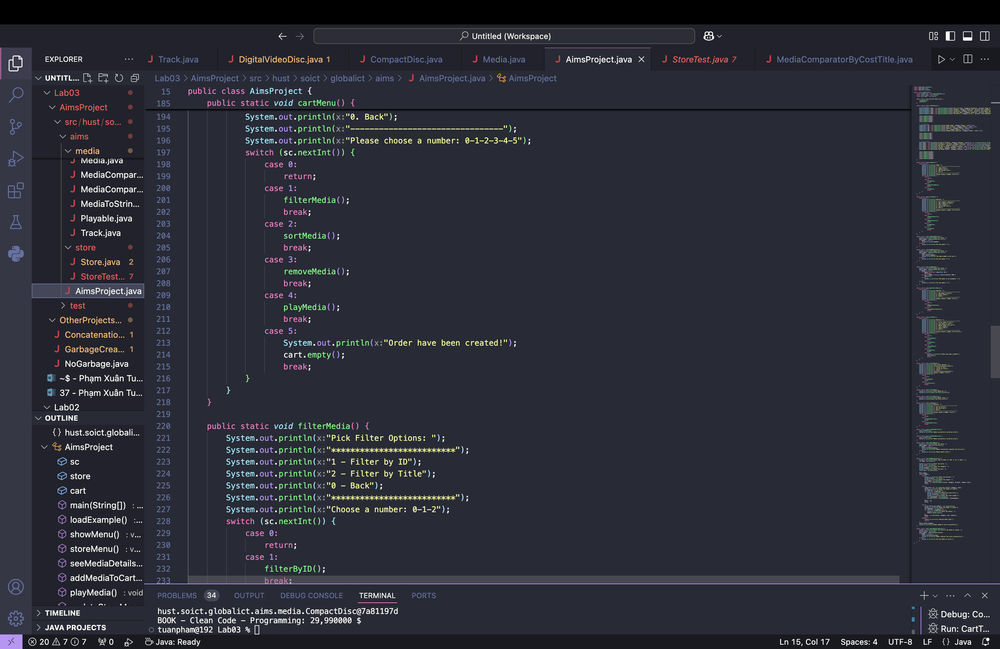 Untitled (Workspace)
EXPLORER
Track.java
DigitalVideoDisc.java 1
CompactDisc.java
Media.java
AimsProject.java
StoreTest.java 7
MediaComparatorByCostTitle.java
UNTITL...
Lab03 > AimsProject > src > hust > soict > globalict > aims > AimsProject.java > AimsProject
Lab03
AimsProject
src/hust/so...
aims
media
Media.java
MediaCompar...
MediaCompar...
MediaToStrin...
Playable.java
Track.java
store
Store.java 2
StoreTest... 7
AimsProject.java
test
OtherProjects...
Concatenatio... 1
GarbageCrea... 1
NoGarbage.java
~$ - Phạm Xuân Tu...
37 - Phạm Xuân Tu...
Lab02
OUTLINE
{} hust.soict.globali...
AimsProject
sc
store
cart
main(String[]) : ...
loadExample() :...
showMenu() : v...
storeMenu() : v...
seeMediaDetails...
addMediaToCart...
playMedia() : void
TIMELINE
JAVA PROJECTS
15 public class AimsProject {
185 public static void cartMenu() {
194 System.out.println(x:"0. Back");
195 System.out.println(x:"--------------------------------");
196 System.out.println(x:"Please choose a number: 0-1-2-3-4-5");
197 switch (sc.nextInt()) {
198 case 0:
199 return;
200 case 1:
201 filterMedia();
202 break;
203 case 2:
204 sortMedia();
205 break;
206 case 3:
207 removeMedia();
208 break;
209 case 4:
210 playMedia();
211 break;
212 case 5:
213 System.out.println(x:"Order have been created!");
214 cart.empty();
215 break;
216 }
217 }
218 }
219
220 public static void filterMedia() {
221 System.out.println(x:"Pick Filter Options: ");
222 System.out.println(x:"**************************");
223 System.out.println(x:"1 - Filter by ID");
224 System.out.println(x:"2 - Filter by Title");
225 System.out.println(x:"0 - Back");
226 System.out.println(x:"**************************");
227 System.out.println(x:"Choose a number: 0-1-2");
228 switch (sc.nextInt()) {
229 case 0:
230 return;
231 case 1:
232 filterByID();
233 break;
PROBLEMS 34 OUTPUT DEBUG CONSOLE TERMINAL PORTS
hust.soict.globalict.aims.media.CompactDisc@7a81197d
BOOK - Clean Code - Programming: 29,990000 $
tuanpham@192 Lab03 %
Debug: Co...
Run: CartT...
20 7 7 0 Java: Ready
Ln 15, Col 17 Spaces: 4 UTF-8 LF {} Java